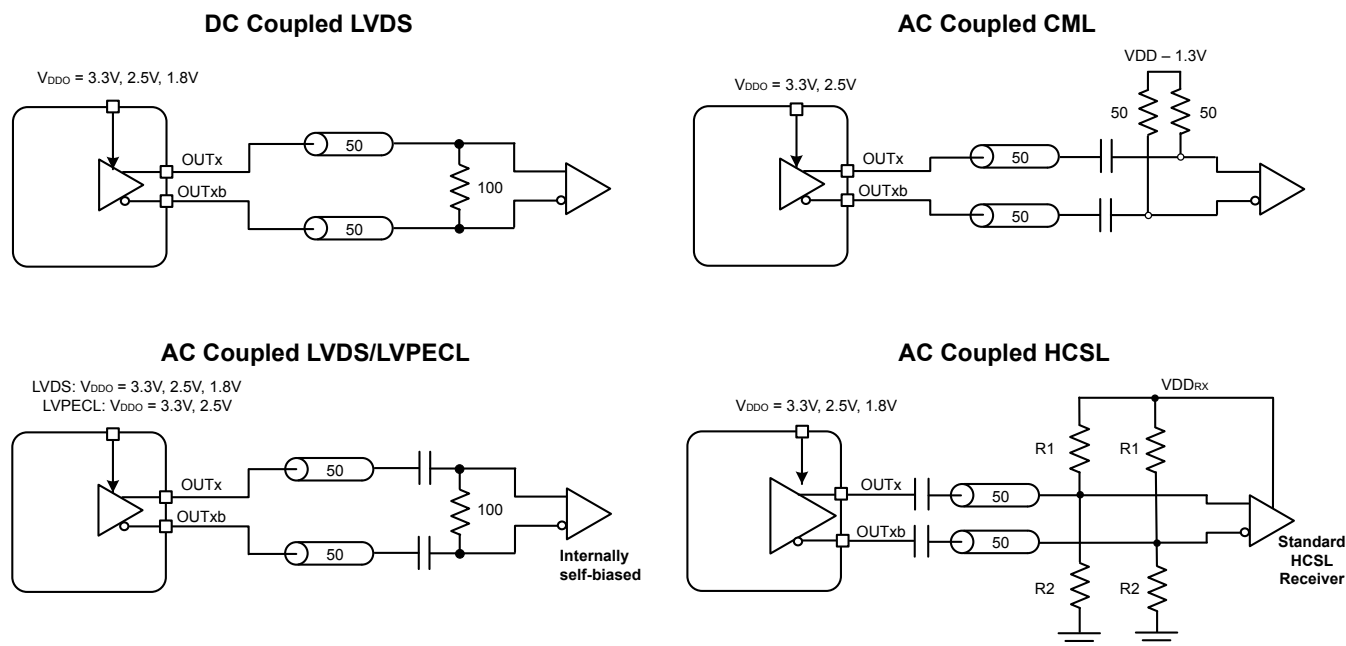 DC Coupled LVDS
VDDO = 3.3V, 2.5V, 1.8V
OUTx
OUTxb
50
50
100
AC Coupled CML
VDD – 1.3V
VDDO = 3.3V, 2.5V
50
50
OUTx
OUTxb
50
50
AC Coupled LVDS/LVPECL
LVDS: VDDO = 3.3V, 2.5V, 1.8V
LVPECL: VDDO = 3.3V, 2.5V
OUTx
OUTxb
50
50
100
Internally
self-biased
AC Coupled HCSL
VDDRX
VDDO = 3.3V, 2.5V, 1.8V
R1
R1
OUTx
OUTxb
50
50
R2
R2
Standard
HCSL
Receiver